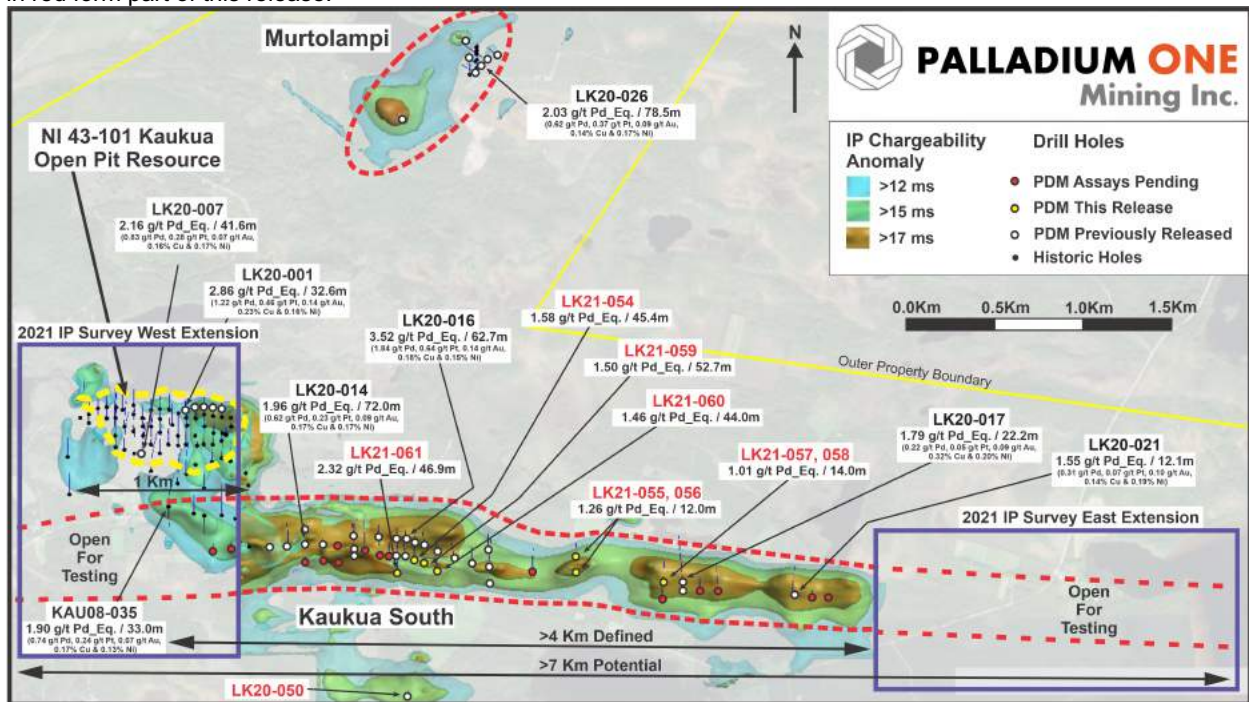 in red form part of this release.
Murtolampi
N
PALLADIUM ONE
Mining Inc.
LK20-026
2.03 g/t Pd_Eq. / 78.5m
(0.62 g/t Pd, 0.37 g/t Pt, 0.09 g/t Au,
0.14% Cu & 0.17% Ni)
IP Chargeability
Anomaly
>12 ms
>15 ms
>17 ms
Drill Holes
PDM Assays Pending
PDM This Release
PDM Previously Released
Historic Holes
0.0Km 0.5Km 1.0Km 1.5Km
NI 43-101 Kaukua
Open Pit Resource
LK20-007
2.16 g/t Pd_Eq. / 41.6m
(0.83 g/t Pd, 0.28 g/t Pt, 0.07 g/t Au,
0.16% Cu & 0.17% Ni)
LK20-001
2.86 g/t Pd_Eq. / 32.6m
(1.22 g/t Pd, 0.46 g/t Pt, 0.14 g/t Au,
0.23% Cu & 0.16% Ni)
2021 IP Survey West Extension
LK20-016
3.52 g/t Pd_Eq. / 62.7m
(1.84 g/t Pd, 0.64 g/t Pt, 0.14 g/t Au,
0.18% Cu & 0.15% Ni)
LK21-054
1.58 g/t Pd_Eq. / 45.4m
LK21-059
1.50 g/t Pd_Eq. / 52.7m
LK21-060
1.46 g/t Pd_Eq. / 44.0m
Outer Property Boundary
LK20-014
1.96 g/t Pd_Eq. / 72.0m
(0.62 g/t Pd, 0.23 g/t Pt, 0.09 g/t Au,
0.17% Cu & 0.17% Ni)
LK21-061
2.32 g/t Pd_Eq. / 46.9m
LK20-017
1.79 g/t Pd_Eq. / 22.2m
(0.22 g/t Pd, 0.05 g/t Pt, 0.09 g/t Au,
0.32% Cu & 0.20% Ni)
LK20-021
1.55 g/t Pd_Eq. / 12.1m
(0.31 g/t Pd, 0.07 g/t Pt, 0.10 g/t Au,
0.14% Cu & 0.19% Ni)
LK21-057, 058
1.01 g/t Pd_Eq. / 14.0m
LK21-055, 056
1.26 g/t Pd_Eq. / 12.0m
1 Km
2021 IP Survey East Extension
Open
For
Testing
Open
For
Testing
KAU08-035
1.90 g/t Pd_Eq. / 33.0m
(0.74 g/t Pd, 0.24 g/t Pt, 0.07 g/t Au,
0.17% Cu & 0.13% Ni)
Kaukua South
>4 Km Defined
>7 Km Potential
LK20-050